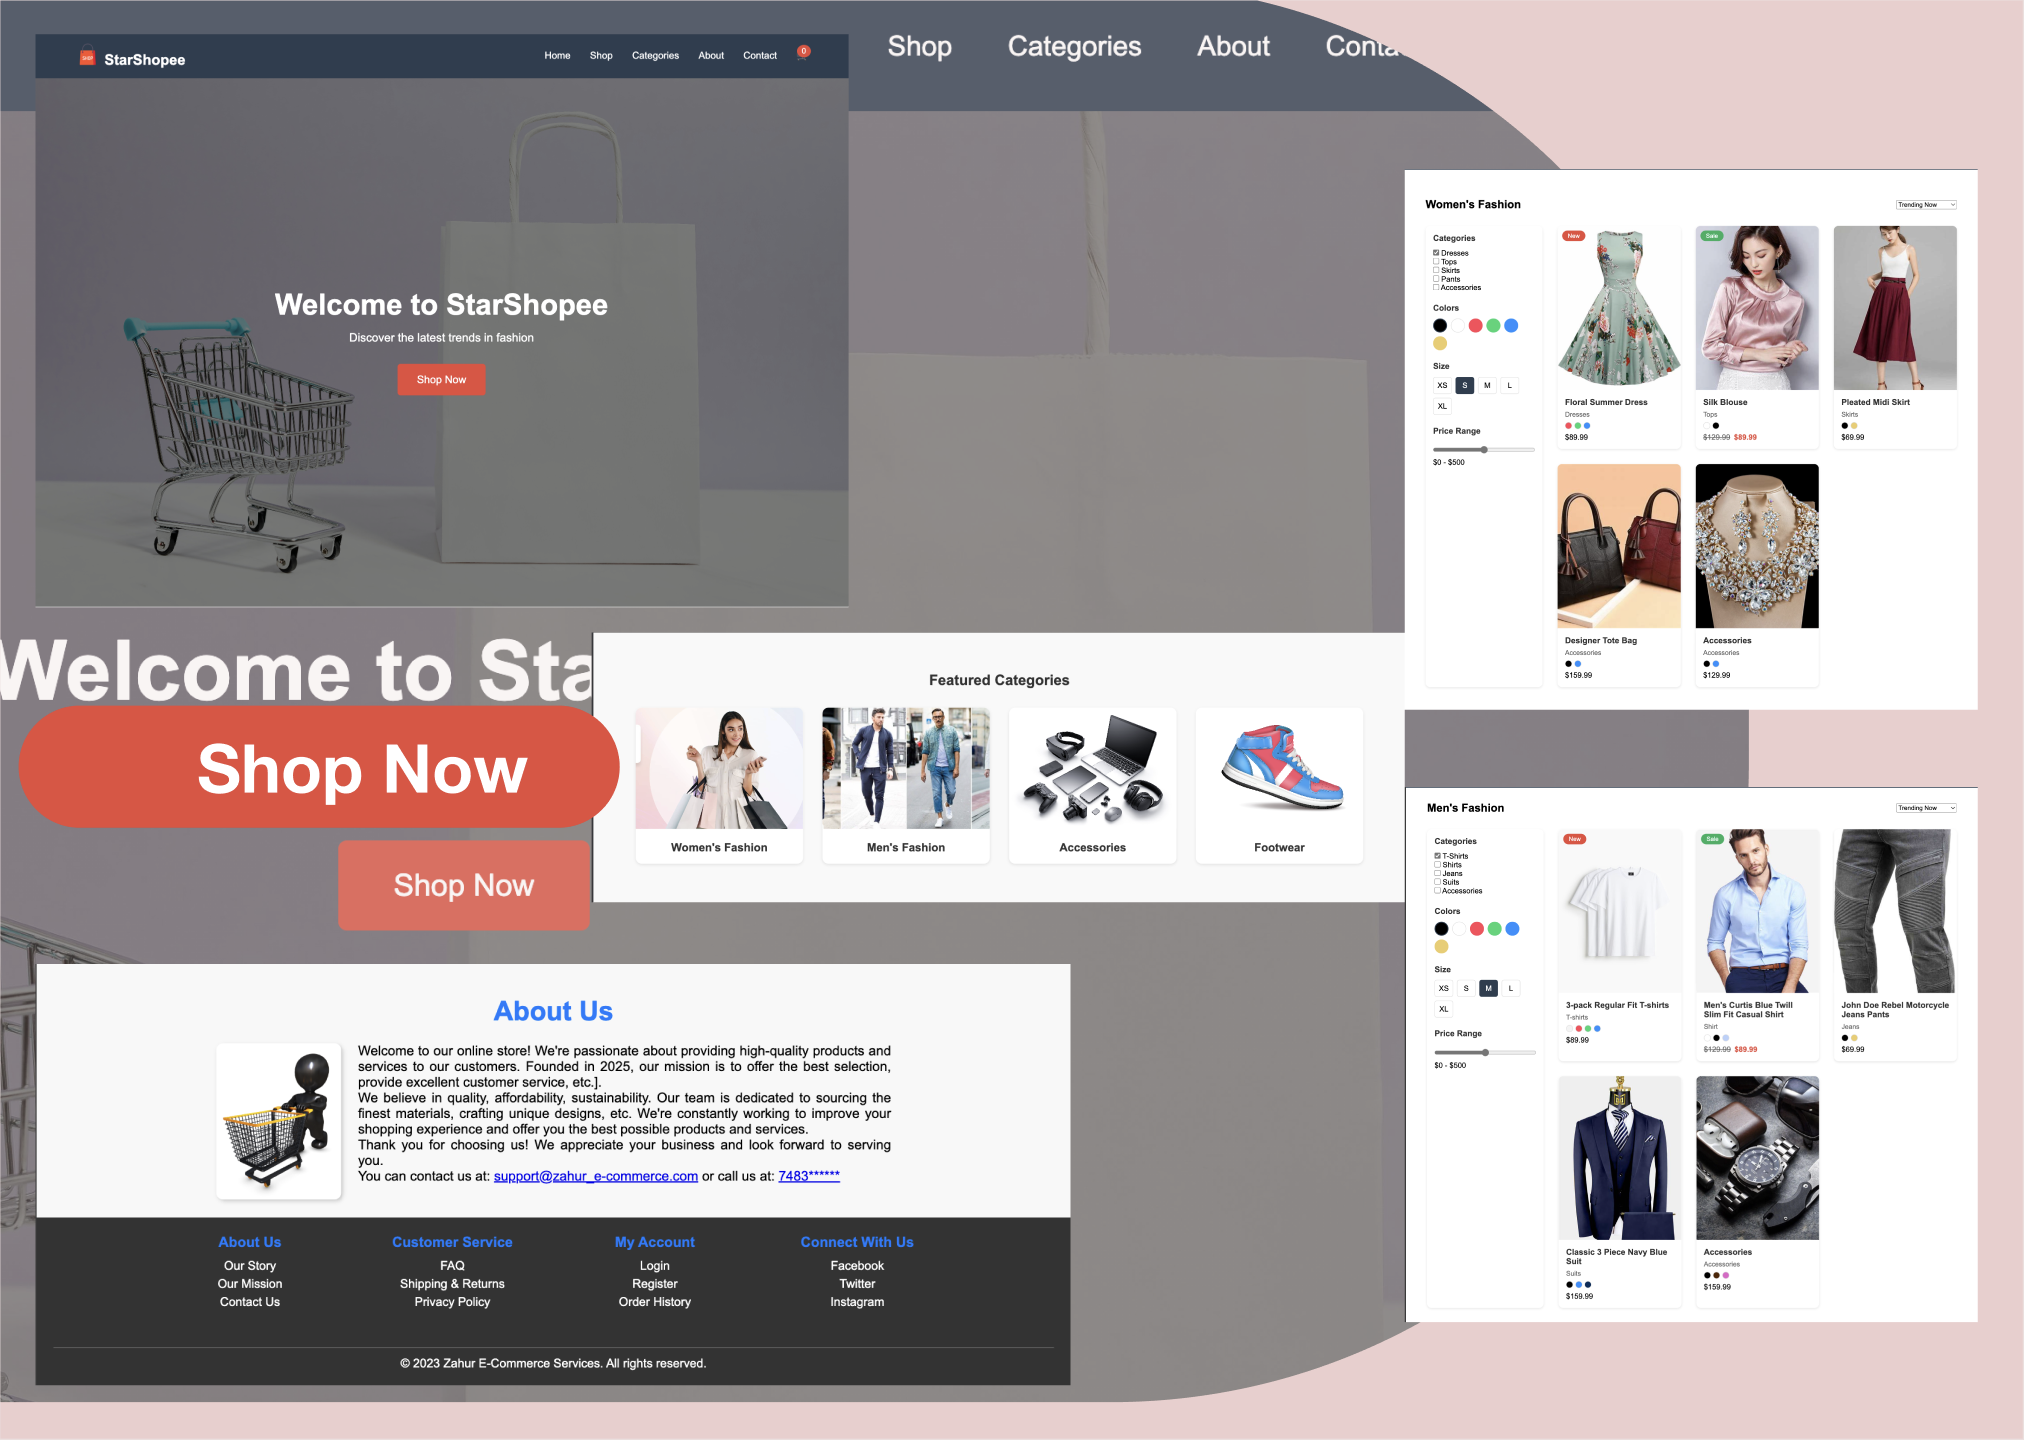 Shop Categories About Conta
SHOP
StarShopee
Home Shop Categories About Contact 0
Welcome to StarShopee
Discover the latest trends in fashion
Shop Now
Welcome to Sta
Shop Now
Shop Now
Featured Categories
Women's Fashion
Men's Fashion
Accessories
Footwear
Women's Fashion
Trending Now
Categories
Dresses
Tops
Skirts
Pants
Accessories
Colors
Size
XS S M L
XL
Price Range
$0 - $500
New
Floral Summer Dress
Dresses
$89.99
Sale
Silk Blouse
Tops
$129.99 $89.99
Pleated Midi Skirt
Skirts
$69.99
Designer Tote Bag
Accessories
$159.99
Accessories
Accessories
$129.99
Men's Fashion
Trending Now
Categories
T-Shirts
Shirts
Jeans
Suits
Accessories
Colors
Size
XS S M L
XL
Price Range
$0 - $500
New
3-pack Regular Fit T-shirts
T-shirts
$89.99
Sale
Men's Curtis Blue Twill
Slim Fit Casual Shirt
Shirt
$129.99 $89.99
John Doe Rebel Motorcycle
Jeans Pants
Jeans
$69.99
Classic 3 Piece Navy Blue
Suit
Suits
$159.99
Accessories
Accessories
$159.99
About Us
Welcome to our online store! We're passionate about providing high-quality products and
services to our customers. Founded in 2025, our mission is to offer the best selection,
provide excellent customer service, etc.].
We believe in quality, affordability, sustainability. Our team is dedicated to sourcing the
finest materials, crafting unique designs, etc. We're constantly working to improve your
shopping experience and offer you the best possible products and services.
Thank you for choosing us! We appreciate your business and look forward to serving
you.
You can contact us at: support@zahur_e-commerce.com or call us at: 7483******
About Us
Our Story
Our Mission
Contact Us
Customer Service
FAQ
Shipping & Returns
Privacy Policy
My Account
Login
Register
Order History
Connect With Us
Facebook
Twitter
Instagram
© 2023 Zahur E-Commerce Services. All rights reserved.